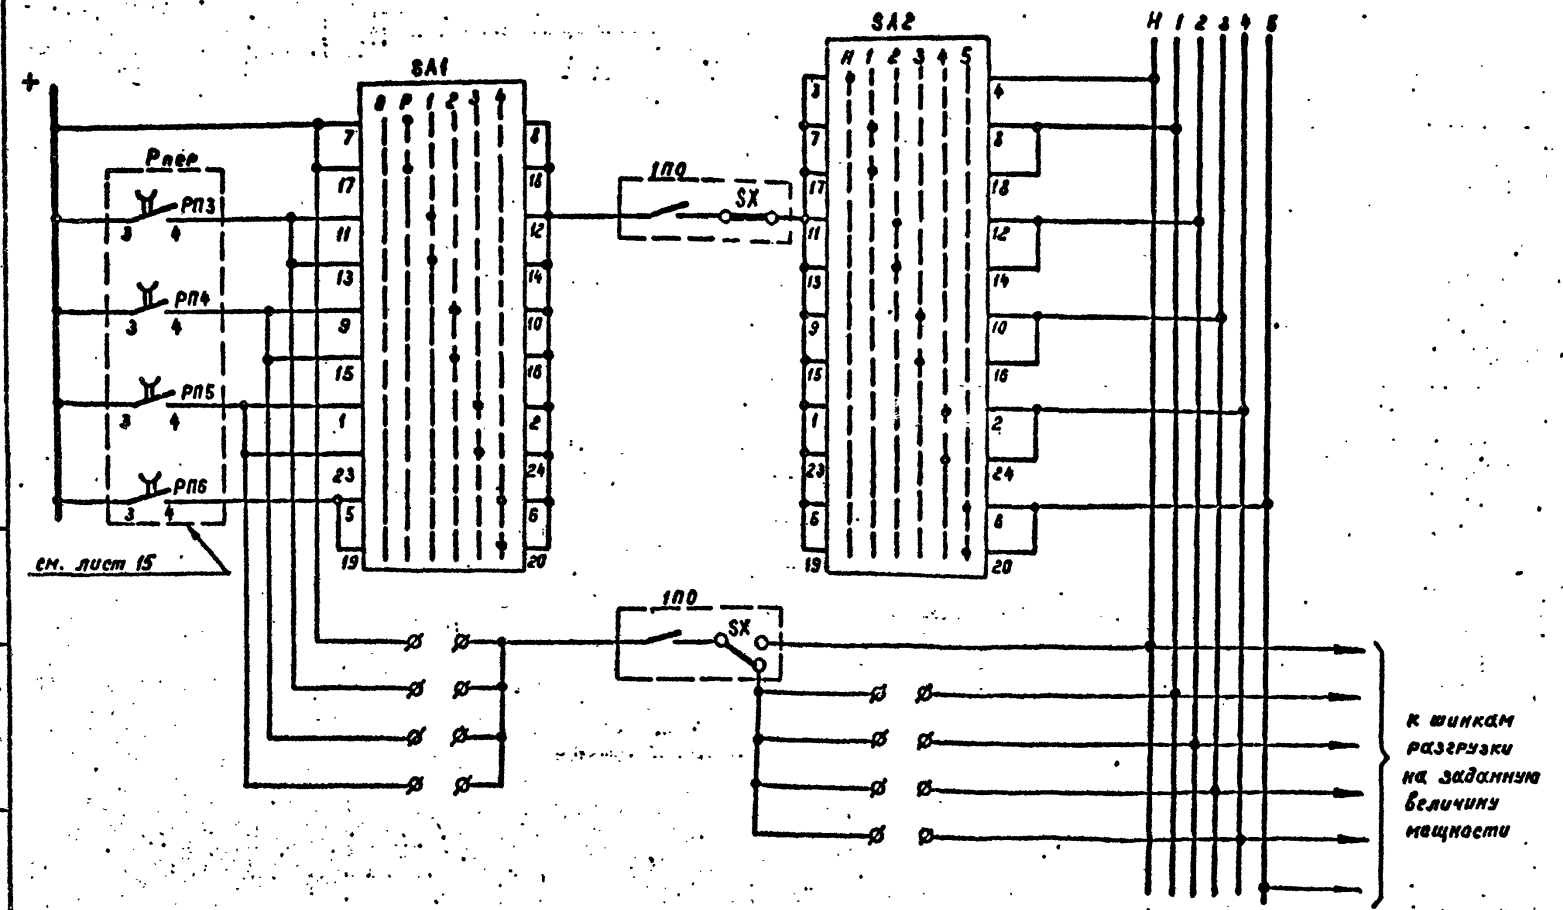 SA1
SA2
Н 1 2 3 4 5
+
0 Р 1 2 3 4
Н 1 2 3 4 5
7 8
17 18
11 12
13 14
9 10
15 16
1 2
23 24
5 6
19 20
3 4
7 8
17 18
11 12
13 14
9 10
15 16
1 2
23 24
5 6
19 20
Рпер
РП3
3 4
РП4
3 4
РП5
3 4
РП6
3 4
см. лист 15
1ПО
SX
1ПО
SX
к шинкам
разгрузки
на заданную
величину
мощности